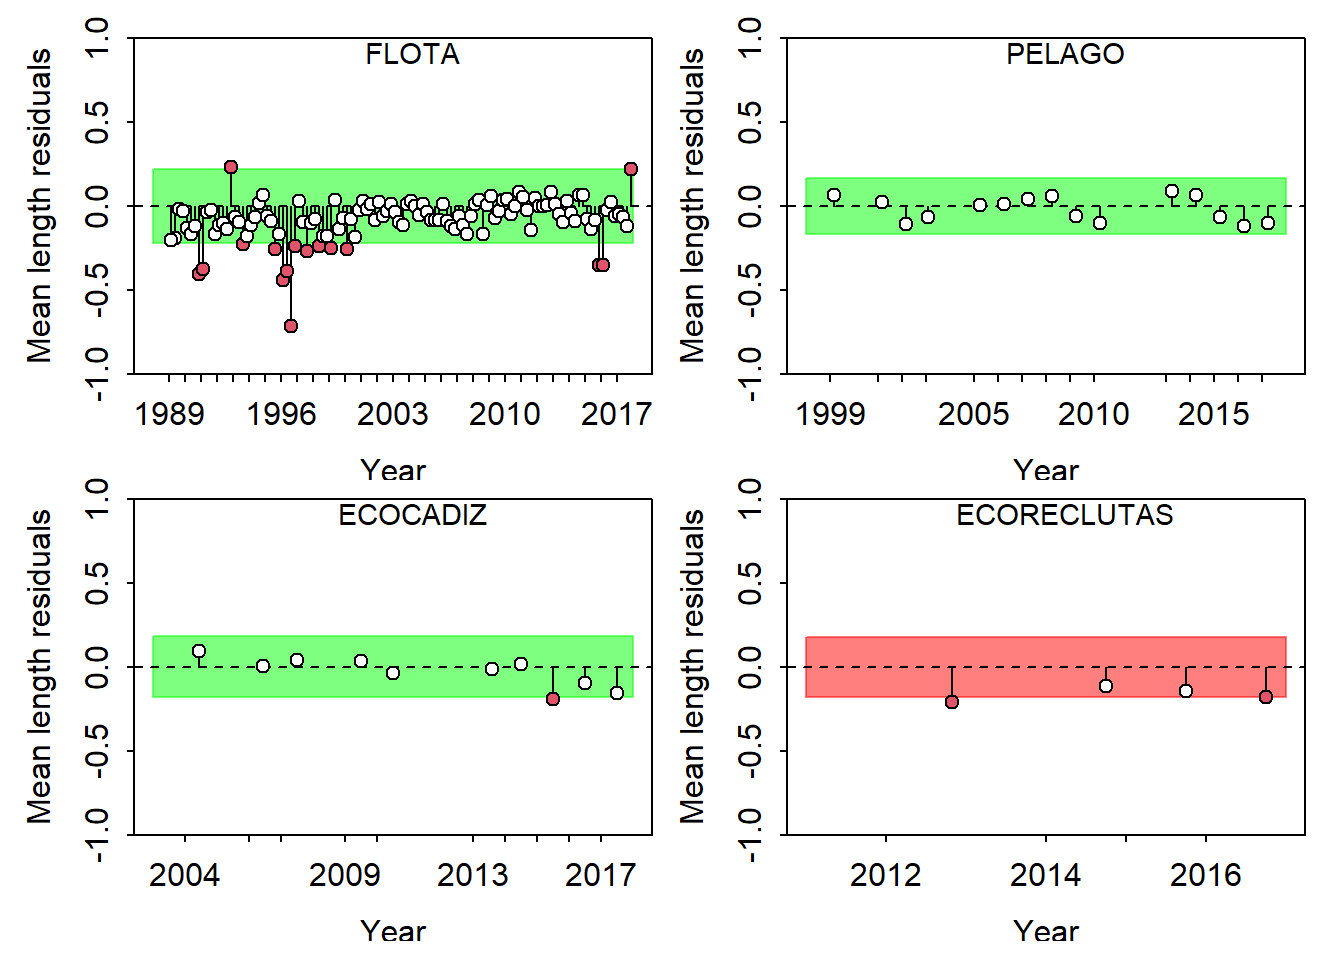 FLOTA
Mean length residuals
1.0
0.5
0.0
-0.5
-1.0
1989 1996 2003 2010 2017
Year
PELAGO
Mean length residuals
1.0
0.5
0.0
-0.5
-1.0
1999 2005 2010 2015
Year
ECOCADIZ
Mean length residuals
1.0
0.5
0.0
-0.5
-1.0
2004 2009 2013 2017
Year
ECORECLUTAS
Mean length residuals
1.0
0.5
0.0
-0.5
-1.0
2012 2014 2016
Year